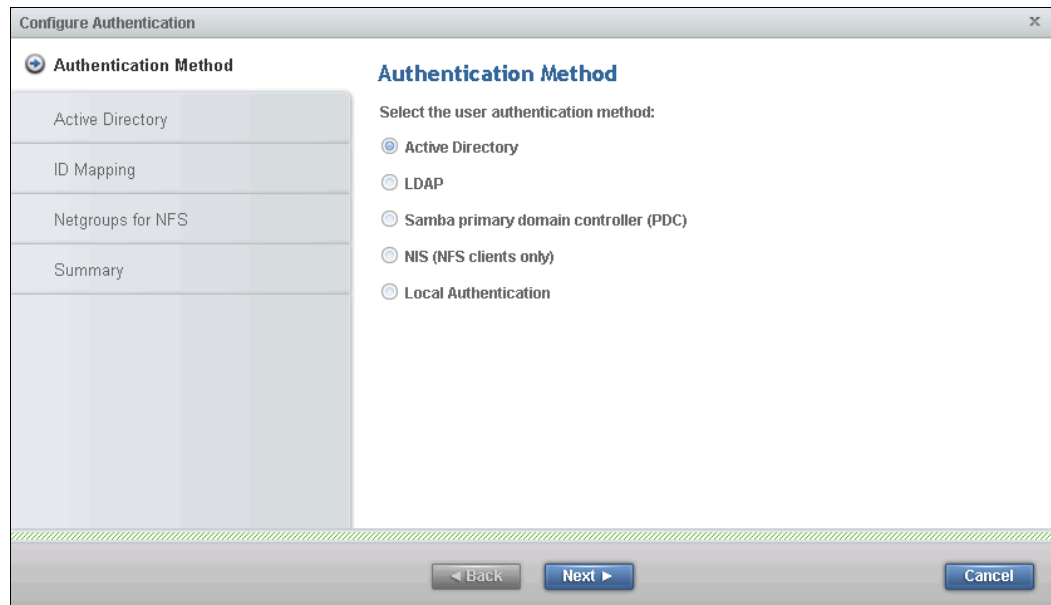 Configure Authentication
x
Authentication Method
Active Directory
ID Mapping
Netgroups for NFS
Summary
Authentication Method
Select the user authentication method:
Active Directory
LDAP
Samba primary domain controller (PDC)
NIS (NFS clients only)
Local Authentication
Back
Next
Cancel